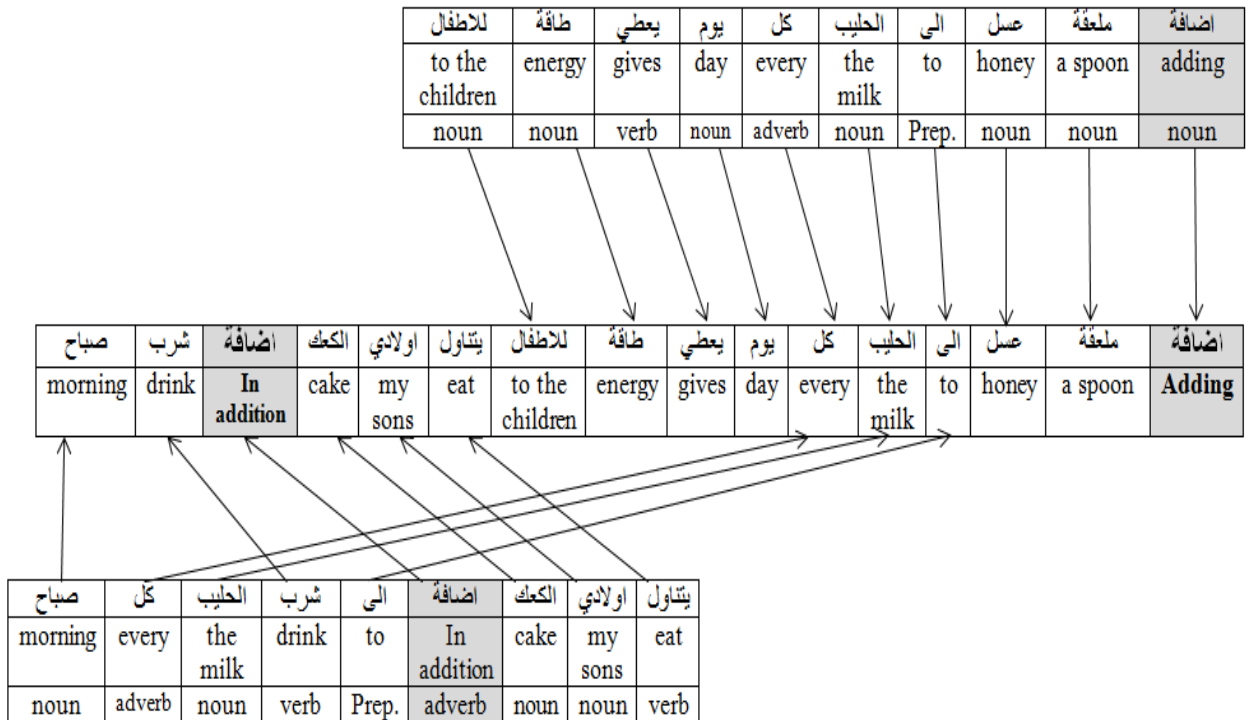 اضافة ملعقة عسل الى الحليب كل يوم يعطي طاقة للاطفال
to the energy gives day every the to honey a spoon adding
children milk
noun noun verb noun adverb noun Prep. noun noun noun
اضافة ملعقة عسل الى الحليب كل يوم يعطي طاقة للاطفال يتناول اولادي الكعك اضافة شرب صباح
morning drink In cake my eat to the energy gives day every the to honey a spoon Adding
addition sons children milk
يتناول اولادي الكعك اضافة الى شرب الحليب كل صباح
morning every the drink to In cake my eat
milk addition sons
noun adverb noun verb Prep. adverb noun noun verb